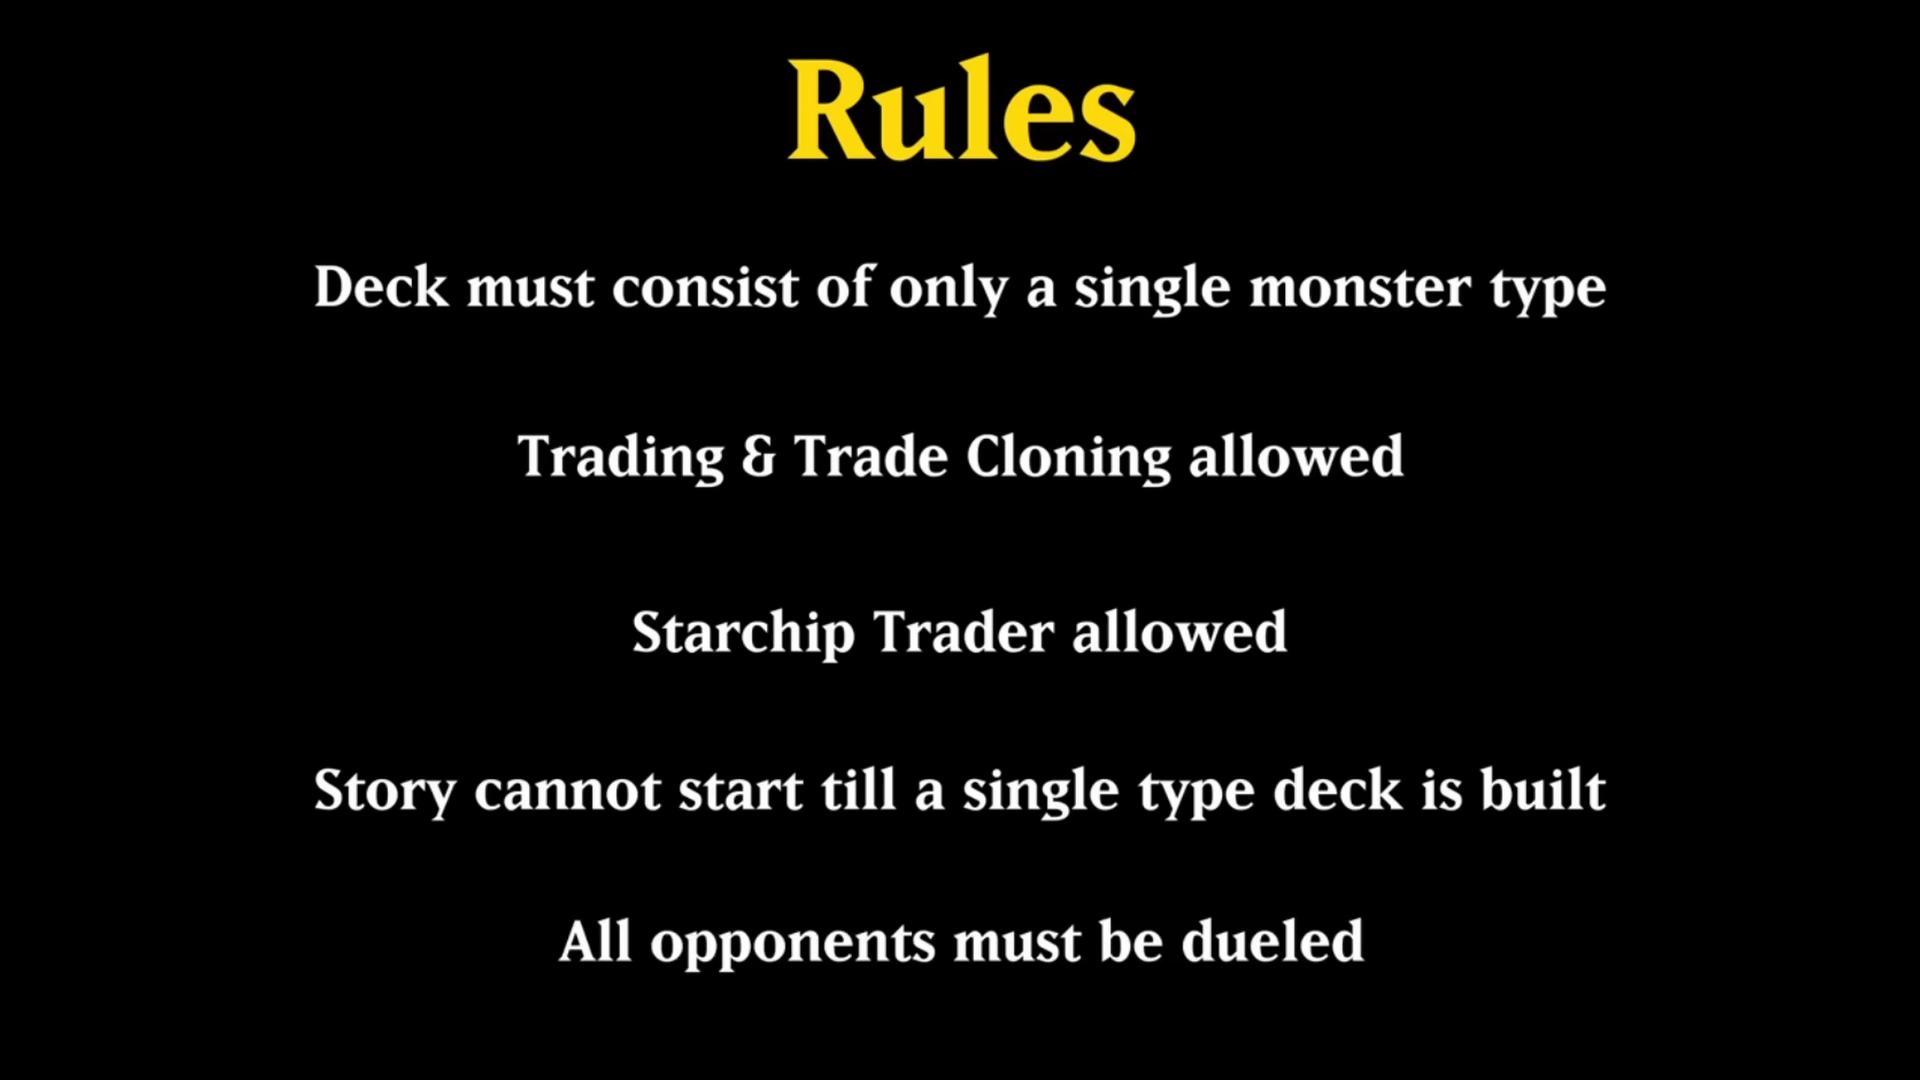 Rules
Deck must consist of only a single monster type
Trading & Trade Cloning allowed
Starchip Trader allowed
Story cannot start till a single type deck is built
All opponents must be dueled